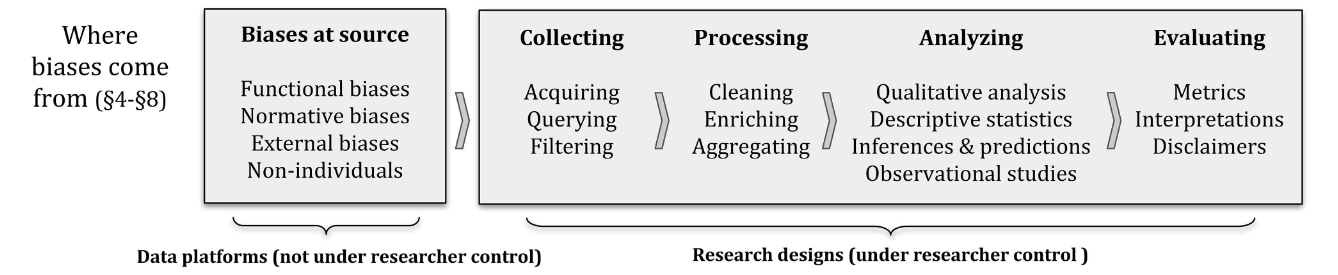 Where
biases come
from (§4-§8)
Biases at source
Functional biases
Normative biases
External biases
Non-individuals
Collecting
Acquiring
Querying
Filtering
Processing
Cleaning
Enriching
Aggregating
Analyzing
Qualitative analysis
Descriptive statistics
Inferences & predictions
Observational studies
Evaluating
Metrics
Interpretations
Disclaimers
Data platforms (not under researcher control)
Research designs (under researcher control )